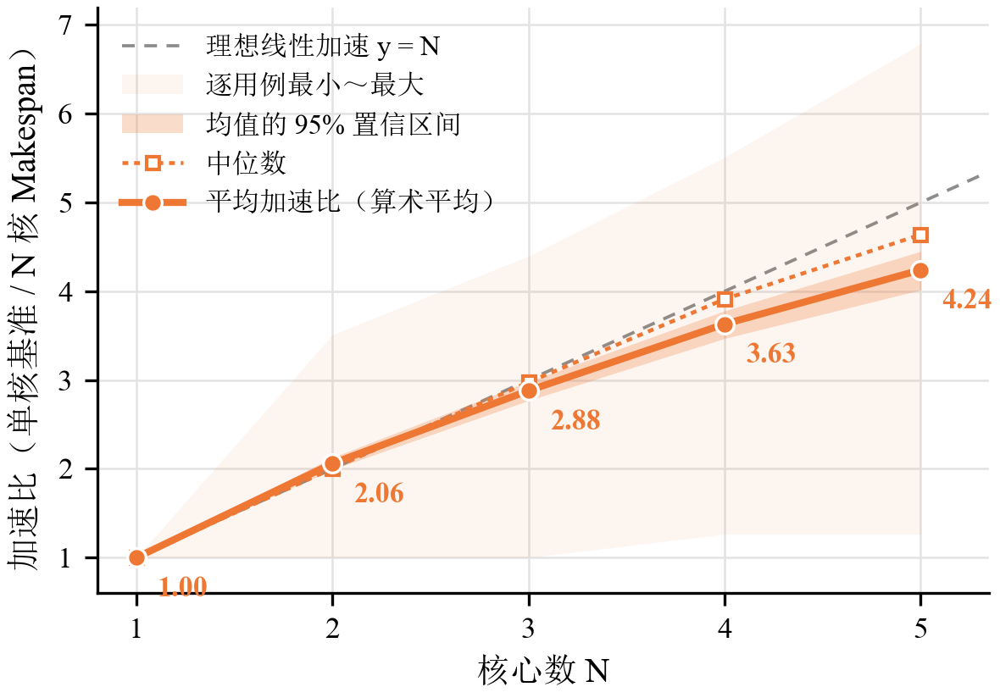 加速比（单核基准 / N 核 Makespan）
7
6
5
4
3
2
1
理想线性加速 y = N
逐用例最小～最大
均值的 95% 置信区间
中位数
平均加速比（算术平均）
1.00
2.06
2.88
3.63
4.24
1 2 3 4 5
核心数 N